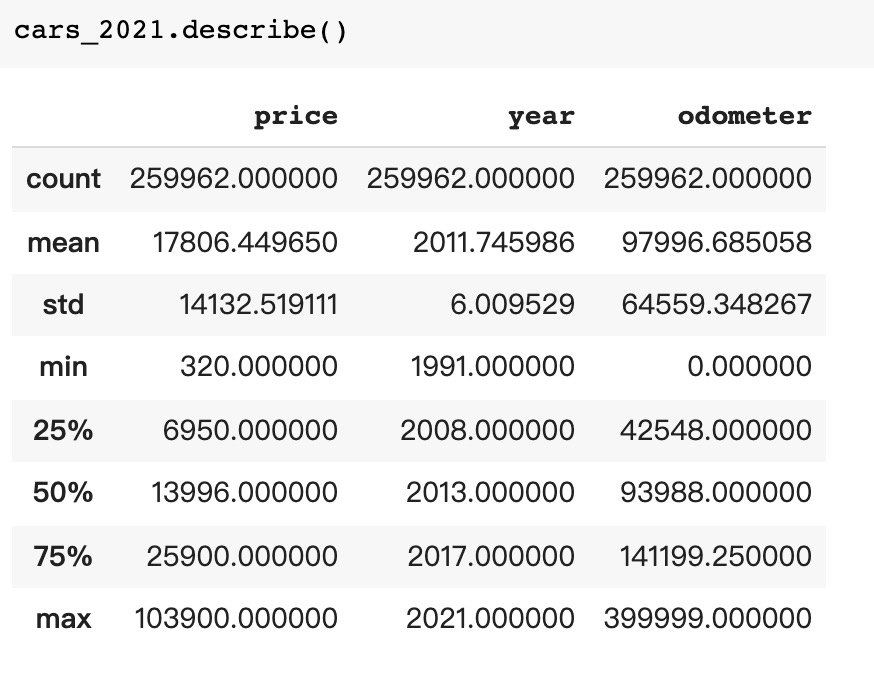 cars_2021.describe()
price year odometer
count 259962.000000 259962.000000 259962.000000
mean 17806.449650 2011.745986 97996.685058
std 14132.519111 6.009529 64559.348267
min 320.000000 1991.000000 0.000000
25% 6950.000000 2008.000000 42548.000000
50% 13996.000000 2013.000000 93988.000000
75% 25900.000000 2017.000000 141199.250000
max 103900.000000 2021.000000 399999.000000